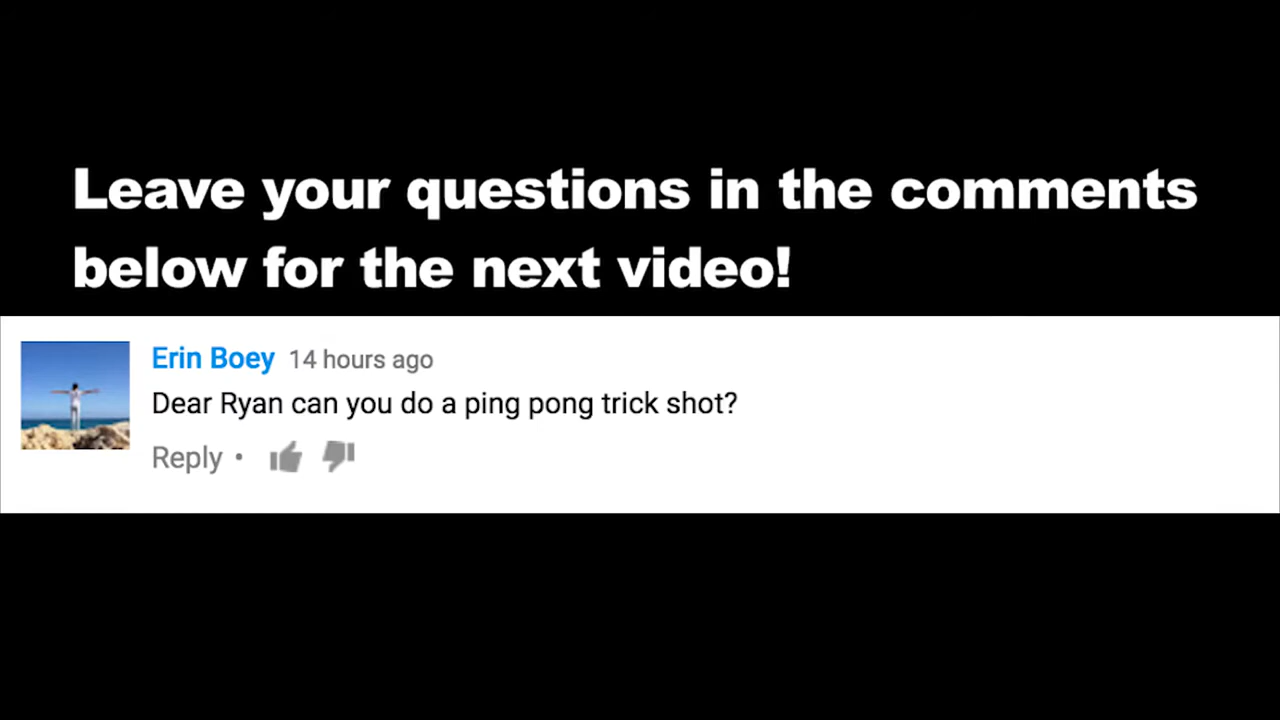 Leave your questions in the comments
below for the next video!
Erin Boey 14 hours ago
Dear Ryan can you do a ping pong trick shot?
Reply •